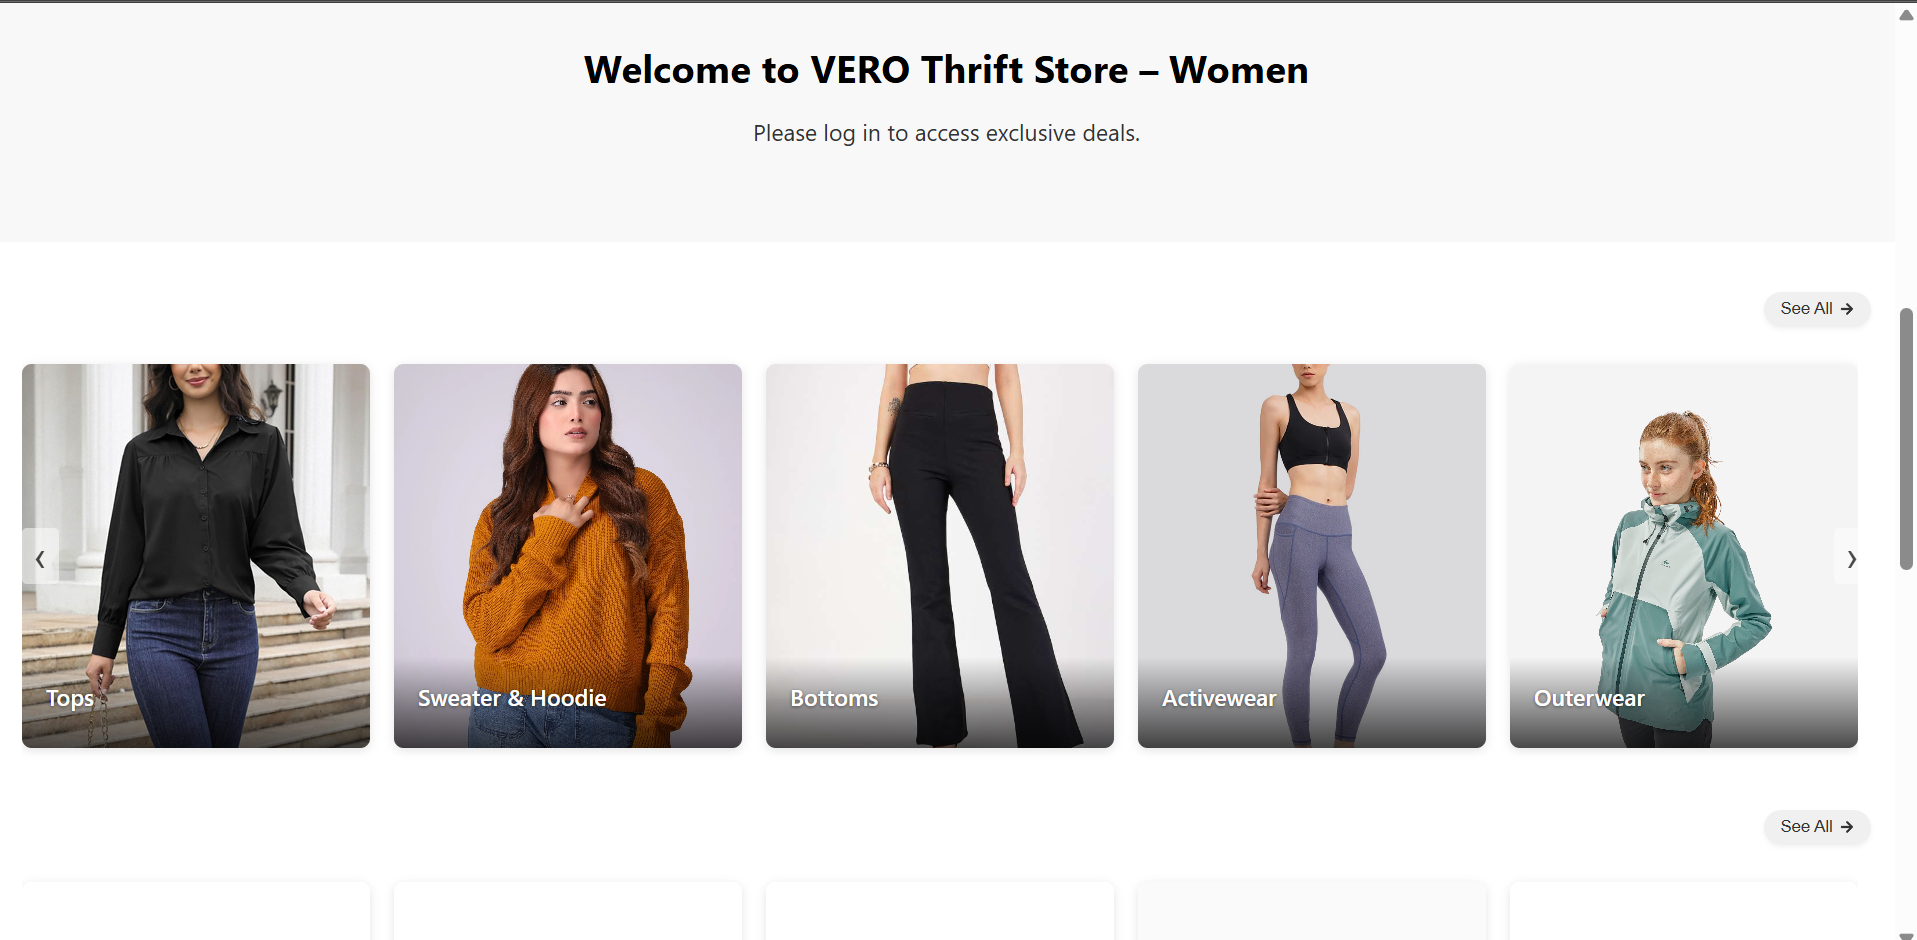 Welcome to VERO Thrift Store – Women
Please log in to access exclusive deals.
See All →
Tops
Sweater & Hoodie
Bottoms
Activewear
Outerwear
See All →